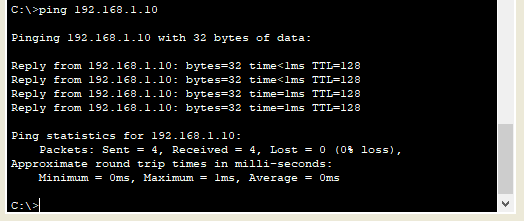 C:\>ping 192.168.1.10
Pinging 192.168.1.10 with 32 bytes of data:
Reply from 192.168.1.10: bytes=32 time<1ms TTL=128
Reply from 192.168.1.10: bytes=32 time<1ms TTL=128
Reply from 192.168.1.10: bytes=32 time=1ms TTL=128
Reply from 192.168.1.10: bytes=32 time=1ms TTL=128
Ping statistics for 192.168.1.10:
    Packets: Sent = 4, Received = 4, Lost = 0 (0% loss),
Approximate round trip times in milli-seconds:
    Minimum = 0ms, Maximum = 1ms, Average = 0ms
C:\>